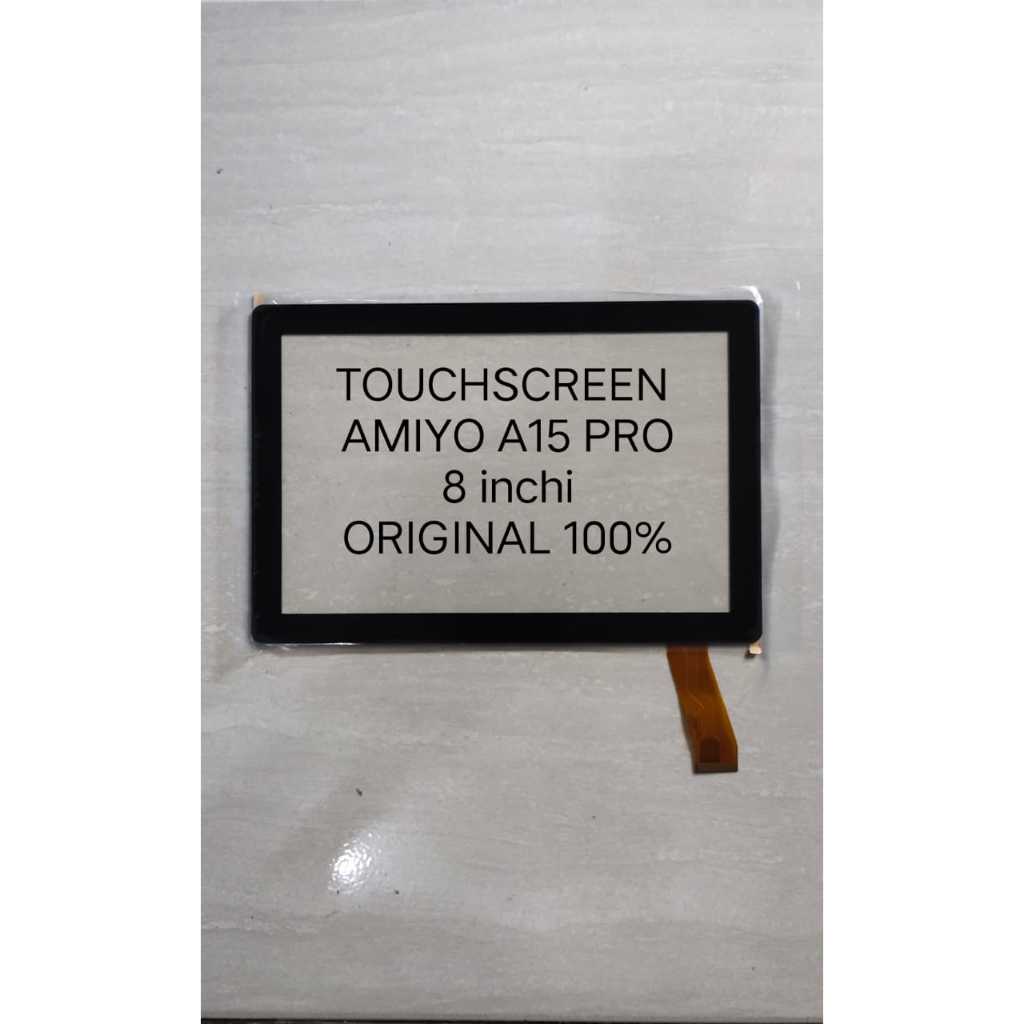 TOUCHSCREEN
AMIYO A15 PRO
8 inchi
ORIGINAL 100%